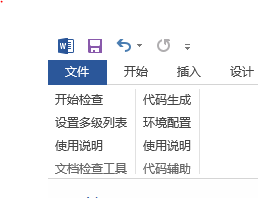 文件 开始 插入 设计
开始检查 代码生成
设置多级列表 环境配置
使用说明 使用说明
文档检查工具 代码辅助